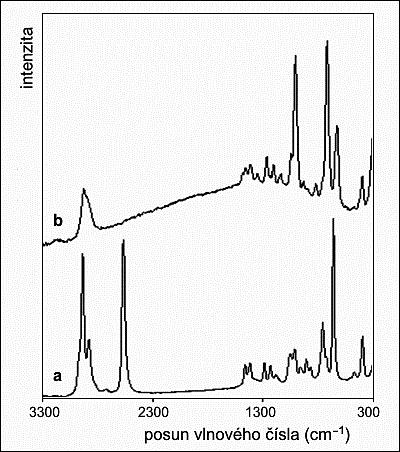 intenzita
b
a
3300 2300 1300 300
posun vlnového čísla (cm⁻¹)